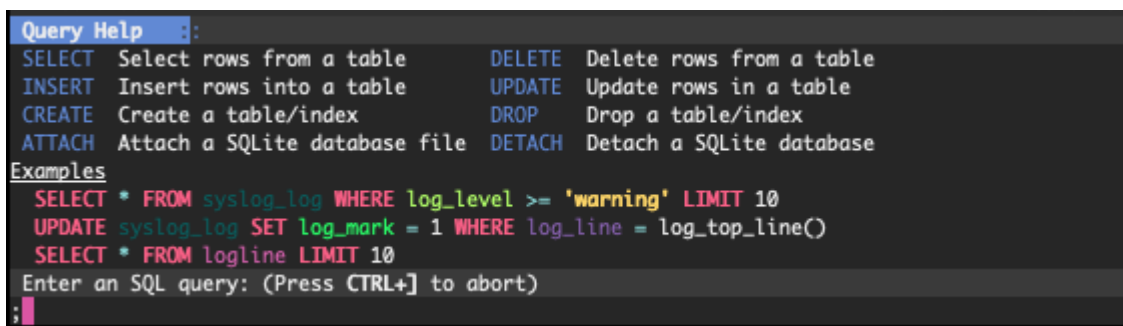 Query Help ::
SELECT Select rows from a table DELETE Delete rows from a table
INSERT Insert rows into a table UPDATE Update rows in a table
CREATE Create a table/index DROP Drop a table/index
ATTACH Attach a SQLite database file DETACH Detach a SQLite database
Examples
SELECT * FROM syslog_log WHERE log_level >= 'warning' LIMIT 10
UPDATE syslog_log SET log_mark = 1 WHERE log_line = log_top_line()
SELECT * FROM logline LIMIT 10
Enter an SQL query: (Press CTRL+] to abort)
;